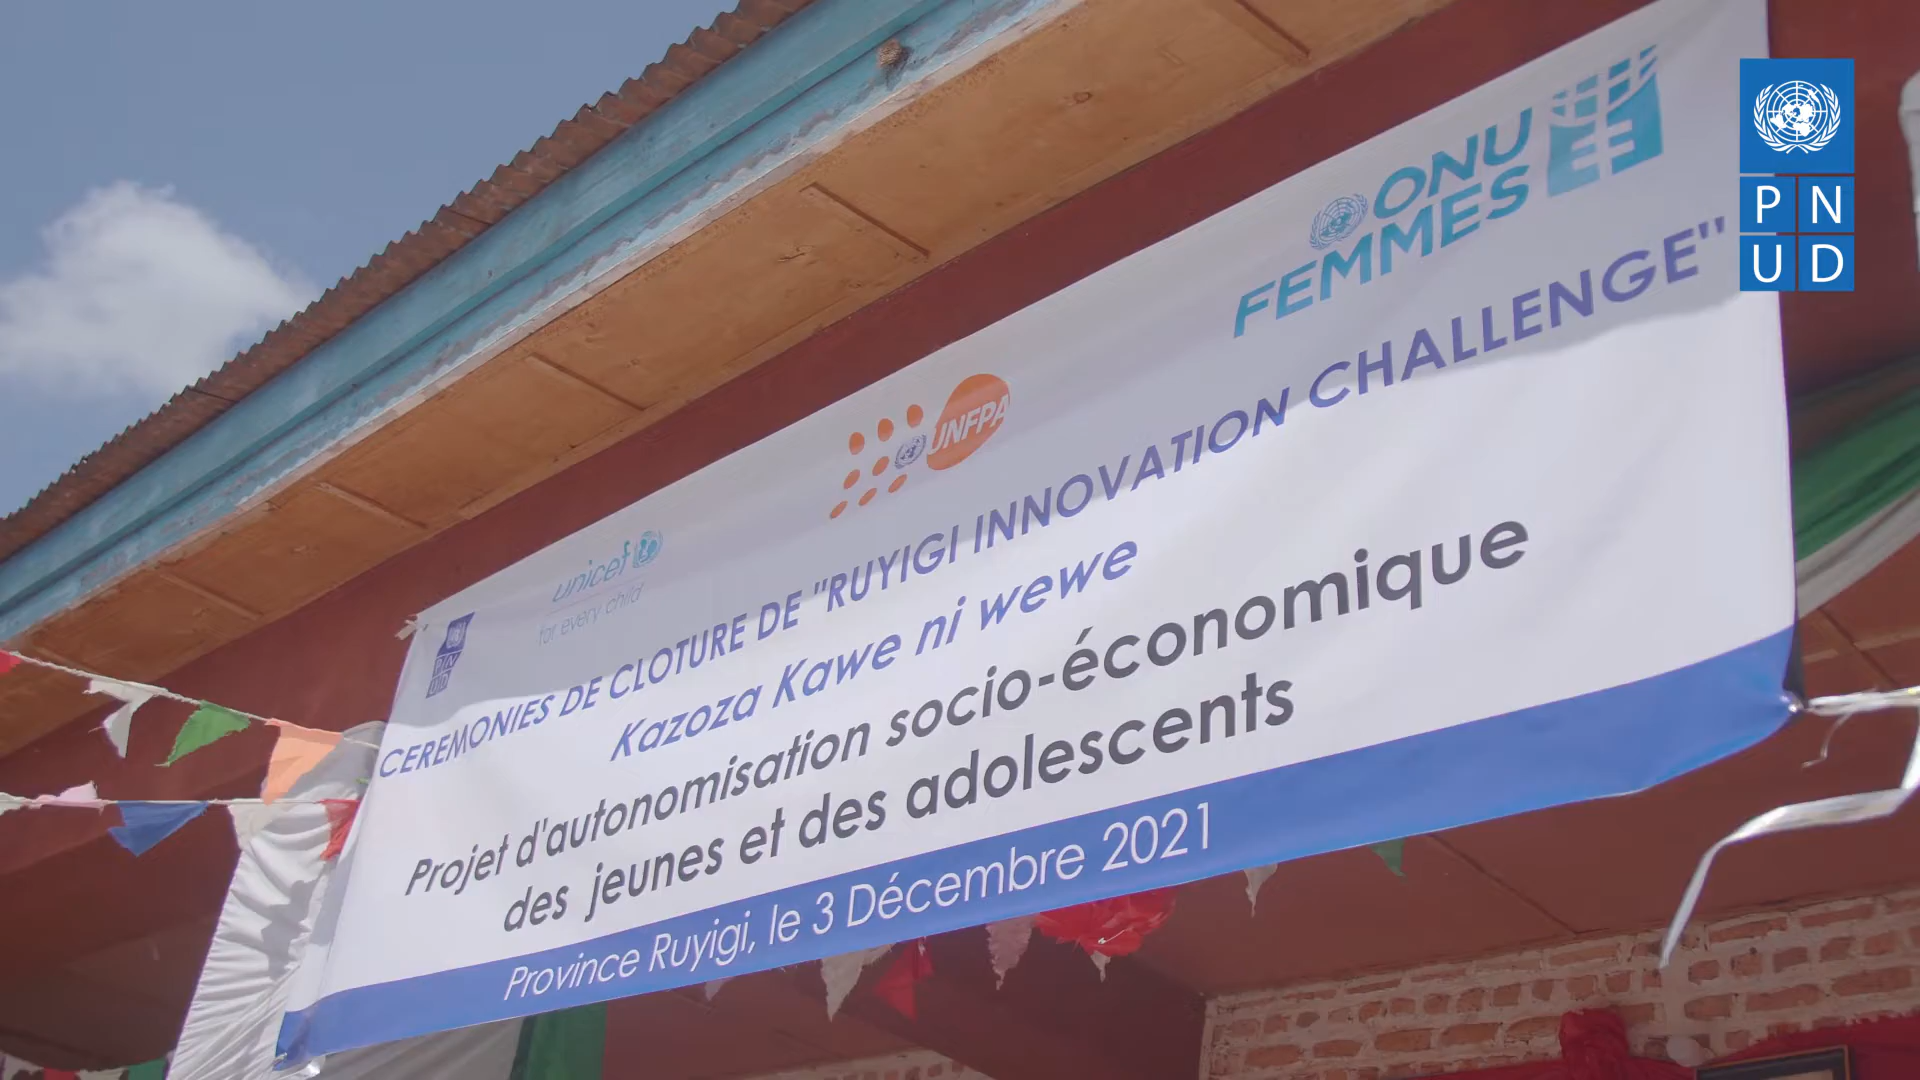 PNUD
unicef
for every child
UNFPA
ONU
FEMMES
CEREMONIES DE CLOTURE DE "RUYIGI INNOVATION CHALLENGE"
Kazoza Kawe ni wewe
Projet d'autonomisation socio-économique
des jeunes et des adolescents
Province Ruyigi, le 3 Décembre 2021
P N
U D